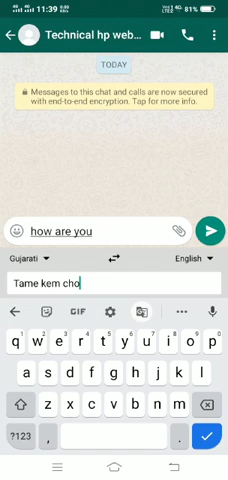 11:39
4G 81%
Technical hp web...
TODAY
Messages to this chat and calls are now secured
with end-to-end encryption. Tap for more info.
how are you
Gujarati English
Tame kem cho
GIF
q w e r t y u i o p
a s d f g h j k l
z x c v b n m
?123 , .